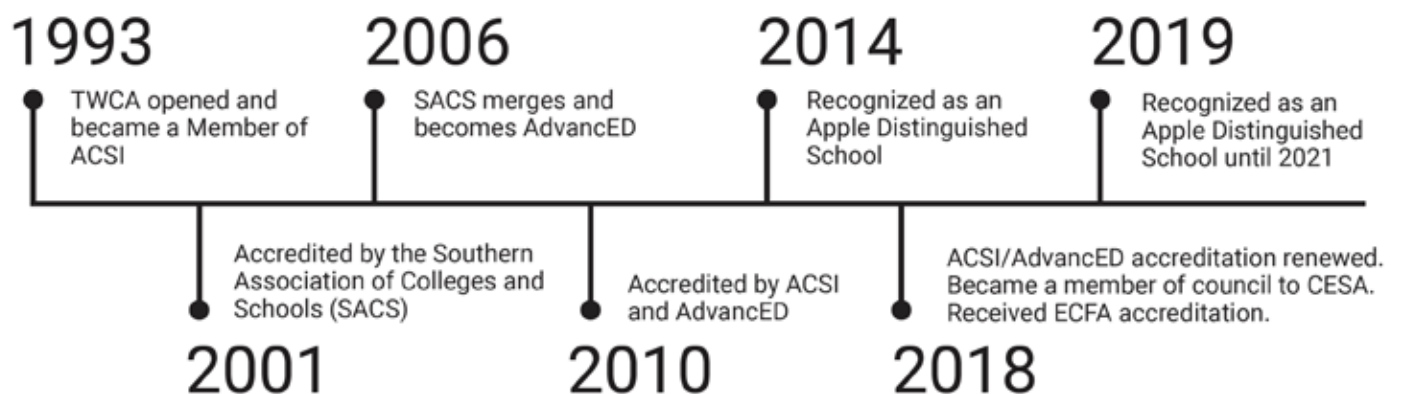 1993
TWCA opened and
became a Member of
ACSI
2001
Accredited by the Southern
Association of Colleges and
Schools (SACS)
2006
SACS merges and
becomes AdvancED
2010
Accredited by ACSI
and AdvancED
2014
Recognized as an
Apple Distinguished
School
2018
ACSI/AdvancED accreditation renewed.
Became a member of council to CESA.
Received ECFA accreditation.
2019
Recognized as an
Apple Distinguished
School until 2021